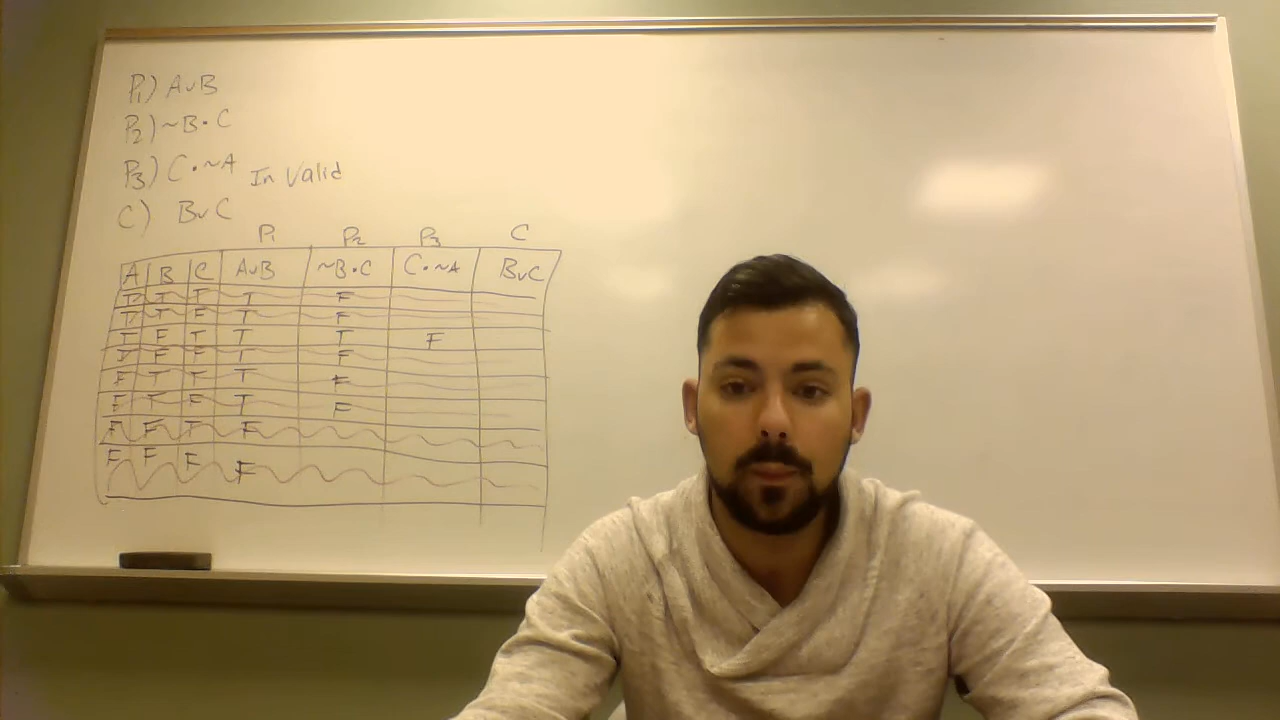 P1) A∨B
P2) ~B·C
P3) C·~A In Valid
C) B∨C
P1 P2 P3 C
A B C A∨B ~B·C C·~A B∨C
T T T T F
T T F T F
T F T T T F
T F F T F
F T T T F
F T F T F
F F T F
F F F F